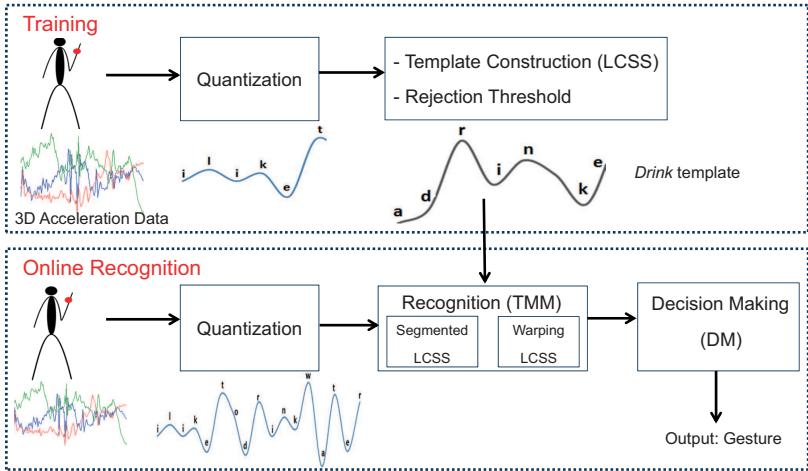 Training
Quantization
- Template Construction (LCSS)
- Rejection Threshold
i l i k e t
a d r i n k e
Drink template
3D Acceleration Data
Online Recognition
Quantization
Recognition (TMM)
Segmented
LCSS
Warping
LCSS
Decision Making
(DM)
i l i k e t o d r i n k w a t e r
Output: Gesture